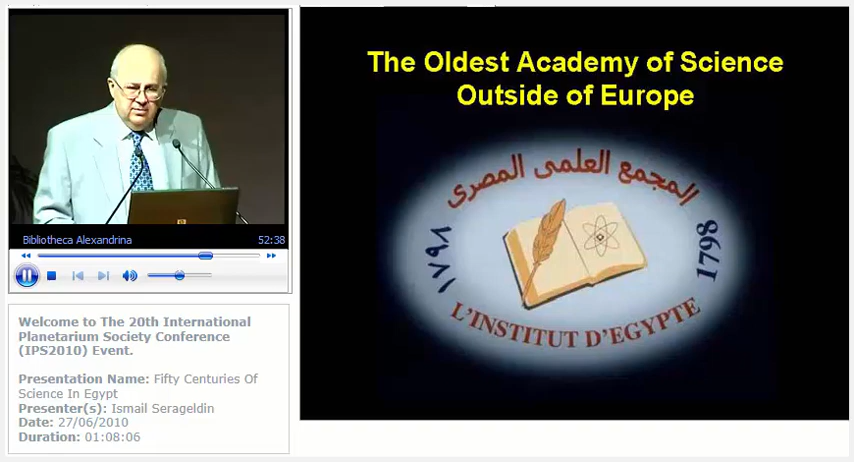 Bibliotheca Alexandrina 52:38
Welcome to The 20th International
Planetarium Society Conference
(IPS2010) Event.
Presentation Name: Fifty Centuries Of
Science In Egypt
Presenter(s): Ismail Serageldin
Date: 27/06/2010
Duration: 01:08:06
The Oldest Academy of Science
Outside of Europe
المجمع العلمى المصرى
١٧٩٨
1798
L'INSTITUT D'EGYPTE